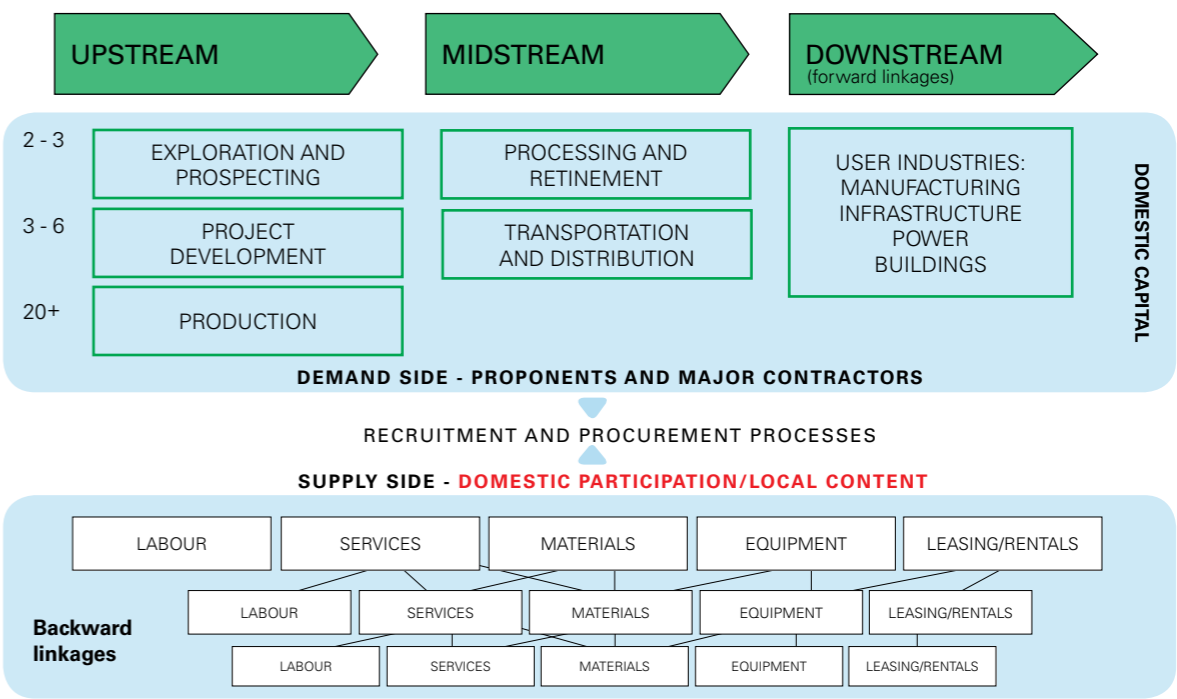 UPSTREAM
MIDSTREAM
DOWNSTREAM
(forward linkages)
2 - 3
EXPLORATION AND
PROSPECTING
PROCESSING AND
RETINEMENT
USER INDUSTRIES:
MANUFACTURING
INFRASTRUCTURE
POWER
BUILDINGS
3 - 6
PROJECT
DEVELOPMENT
TRANSPORTATION
AND DISTRIBUTION
20+
PRODUCTION
DOMESTIC CAPITAL
DEMAND SIDE - PROPONENTS AND MAJOR CONTRACTORS
RECRUITMENT AND PROCUREMENT PROCESSES
SUPPLY SIDE - DOMESTIC PARTICIPATION/LOCAL CONTENT
LABOUR
SERVICES
MATERIALS
EQUIPMENT
LEASING/RENTALS
Backward
linkages
LABOUR
SERVICES
MATERIALS
EQUIPMENT
LEASING/RENTALS
LABOUR
SERVICES
MATERIALS
EQUIPMENT
LEASING/RENTALS